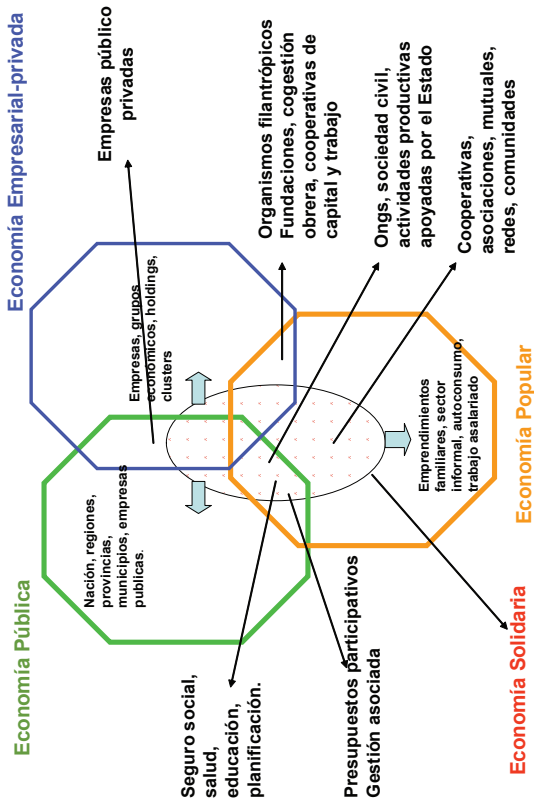 Economía Pública
Economía Empresarial-privada
Empresas público
privadas
Nación, regiones,
provincias,
municipios, empresas
publicas.
Empresas, grupos
económicos, holdings,
clusters
Seguro social,
salud,
educación,
planificación.
Organismos filantrópicos
Fundaciones, cogestión
obrera, cooperativas de
capital y trabajo
Presupuestos participativos
Gestión asociada
Ongs, sociedad civil,
actividades productivas
apoyadas por el Estado
Emprendimientos
familiares, sector
informal, autoconsumo,
trabajo asalariado
Cooperativas,
asociaciones, mutuales,
redes, comunidades
Economía Solidaria
Economía Popular